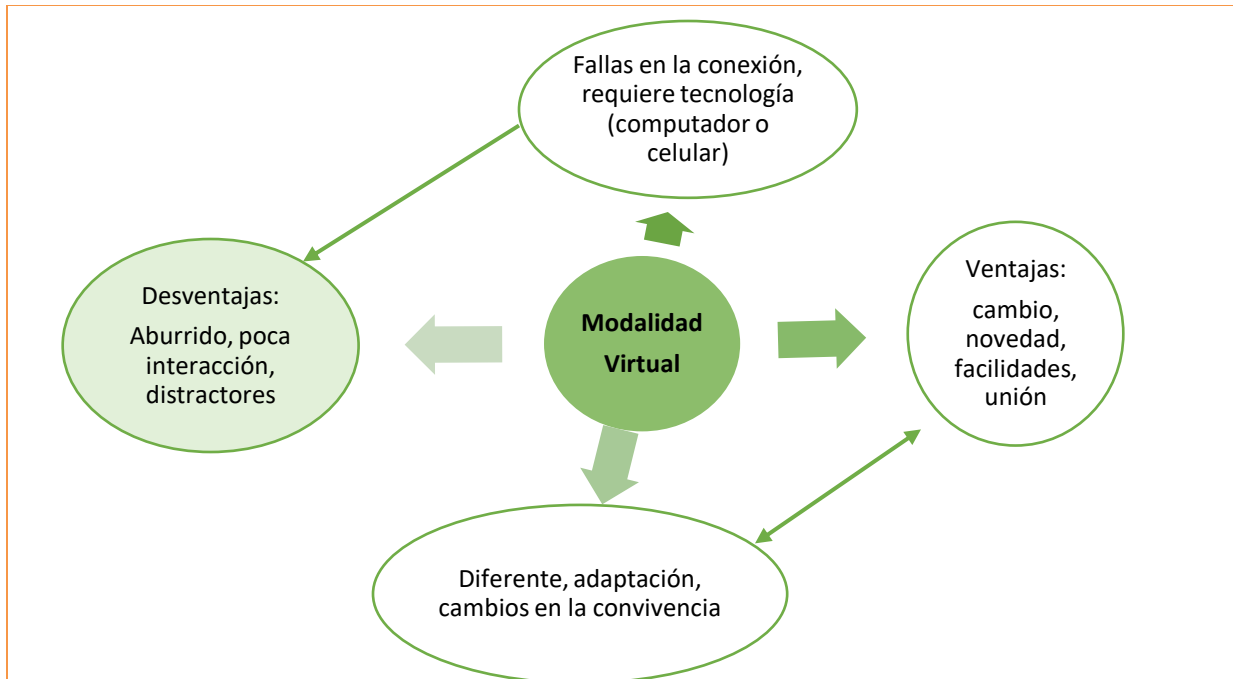 Fallas en la conexión,
requiere tecnología
(computador o
celular)
Desventajas:
Aburrido, poca
interacción,
distractores
Modalidad
Virtual
Ventajas:
cambio,
novedad,
facilidades,
unión
Diferente, adaptación,
cambios en la convivencia